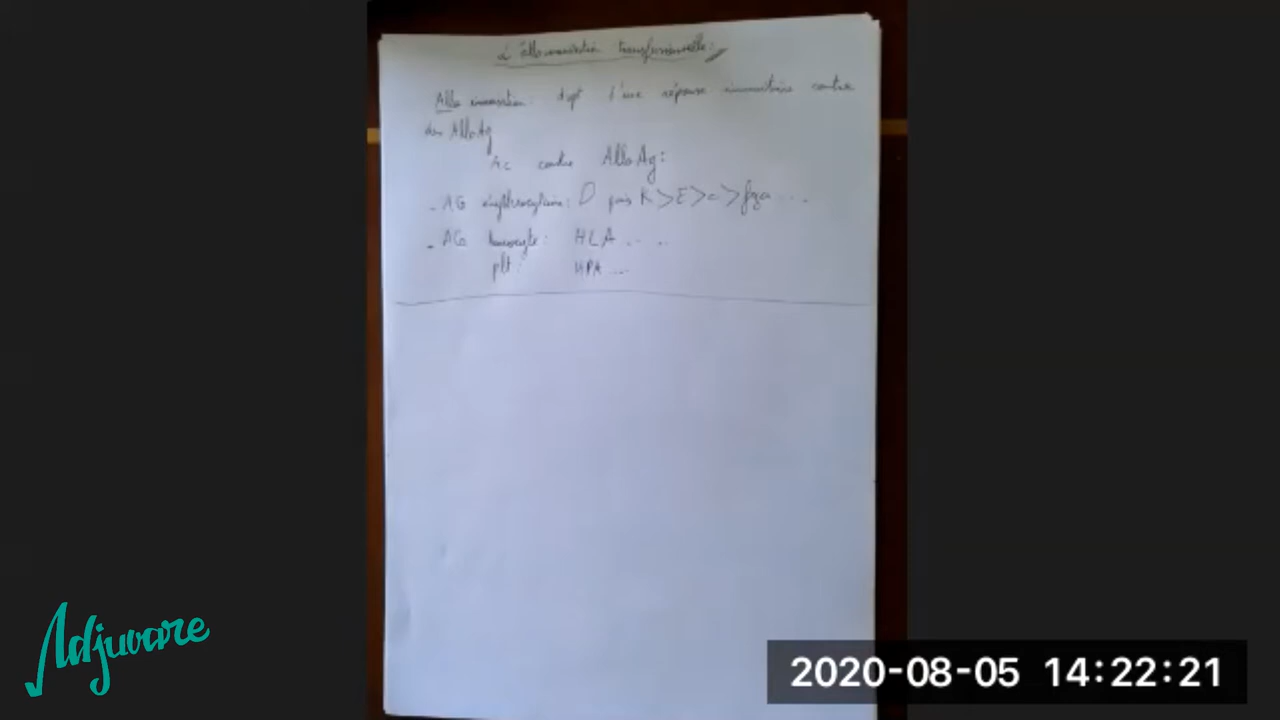 L'Alloimmunisation transfusionnelle:
Allo immunisation: dvpt d'une réponse immunitaire contre
des AlloAg
Ac contre AlloAg:
- AG érythrocytaire: D puis K>E>c>fya ...
- AG leucocyte: HLA ... ..
plt: HPA ...
Adjuvare
2020-08-05 14:22:21